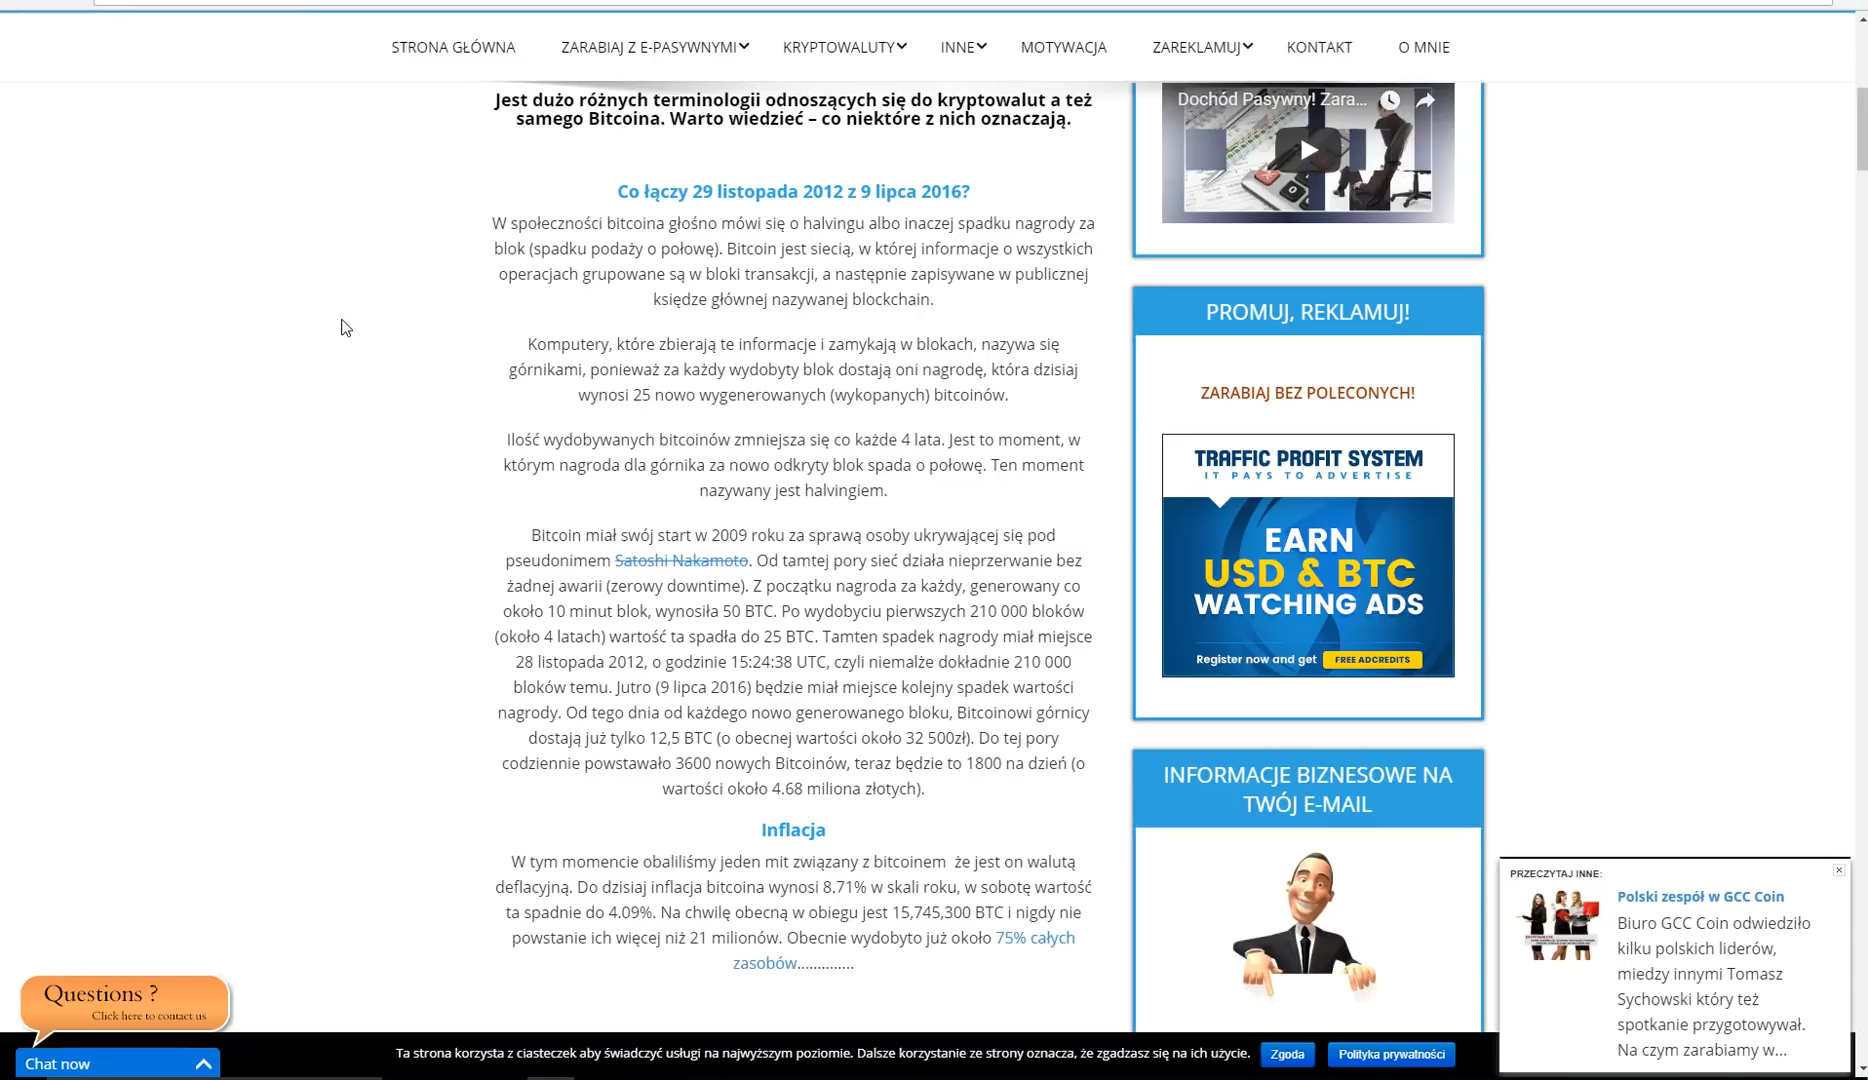 STRONA GŁÓWNA ZARABIAJ Z E-PASYWNYMI KRYPTOWALUTY INNE MOTYWACJA ZAREKLAMUJ KONTAKT O MNIE
Jest dużo różnych terminologii odnoszących się do kryptowalut a też
samego Bitcoina. Warto wiedzieć – co niektóre z nich oznaczają.
Co łączy 29 listopada 2012 z 9 lipca 2016?
W społeczności bitcoina głośno mówi się o halvingu albo inaczej spadku nagrody za
blok (spadku podaży o połowę). Bitcoin jest siecią, w której informacje o wszystkich
operacjach grupowane są w bloki transakcji, a następnie zapisywane w publicznej
księdze głównej nazywanej blockchain.
Komputery, które zbierają te informacje i zamykają w blokach, nazywa się
górnikami, ponieważ za każdy wydobyty blok dostają oni nagrodę, która dzisiaj
wynosi 25 nowo wygenerowanych (wykopanych) bitcoinów.
Ilość wydobywanych bitcoinów zmniejsza się co każde 4 lata. Jest to moment, w
którym nagroda dla górnika za nowo odkryty blok spada o połowę. Ten moment
nazywany jest halvingiem.
Bitcoin miał swój start w 2009 roku za sprawą osoby ukrywającej się pod
pseudonimem Satoshi Nakamoto. Od tamtej pory sieć działa nieprzerwanie bez
żadnej awarii (zerowy downtime). Z początku nagroda za każdy, generowany co
około 10 minut blok, wynosiła 50 BTC. Po wydobyciu pierwszych 210 000 bloków
(około 4 latach) wartość ta spadła do 25 BTC. Tamten spadek nagrody miał miejsce
28 listopada 2012, o godzinie 15:24:38 UTC, czyli niemalże dokładnie 210 000
bloków temu. Jutro (9 lipca 2016) będzie miał miejsce kolejny spadek wartości
nagrody. Od tego dnia od każdego nowo generowanego bloku, Bitcoinowi górnicy
dostają już tylko 12,5 BTC (o obecnej wartości około 32 500zł). Do tej pory
codziennie powstawało 3600 nowych Bitcoinów, teraz będzie to 1800 na dzień (o
wartości około 4.68 miliona złotych).
Inflacja
W tym momencie obaliliśmy jeden mit związany z bitcoinem że jest on walutą
deflacyjną. Do dzisiaj inflacja bitcoina wynosi 8.71% w skali roku, w sobotę wartość
ta spadnie do 4.09%. Na chwilę obecną w obiegu jest 15,745,300 BTC i nigdy nie
powstanie ich więcej niż 21 milionów. Obecnie wydobyto już około 75% całych
zasobów..............
Dochód Pasywny! Zara...
PROMUJ, REKLAMUJ!
ZARABIAJ BEZ POLECONYCH!
TRAFFIC PROFIT SYSTEM
IT PAYS TO ADVERTISE
EARN
USD & BTC
WATCHING ADS
Register now and get FREE ADCREDITS
INFORMACJE BIZNESOWE NA
TWÓJ E-MAIL
PRZECZYTAJ INNE:
Polski zespół w GCC Coin
Biuro GCC Coin odwiedziło
kilku polskich liderów,
miedzy innymi Tomasz
Sychowski który też
spotkanie przygotowywał.
Na czym zarabiamy w...
Questions ?
Click here to contact us
Chat now
Ta strona korzysta z ciasteczek aby świadczyć usługi na najwyższym poziomie. Dalsze korzystanie ze strony oznacza, że zgadzasz się na ich użycie. Zgoda Polityka prywatności